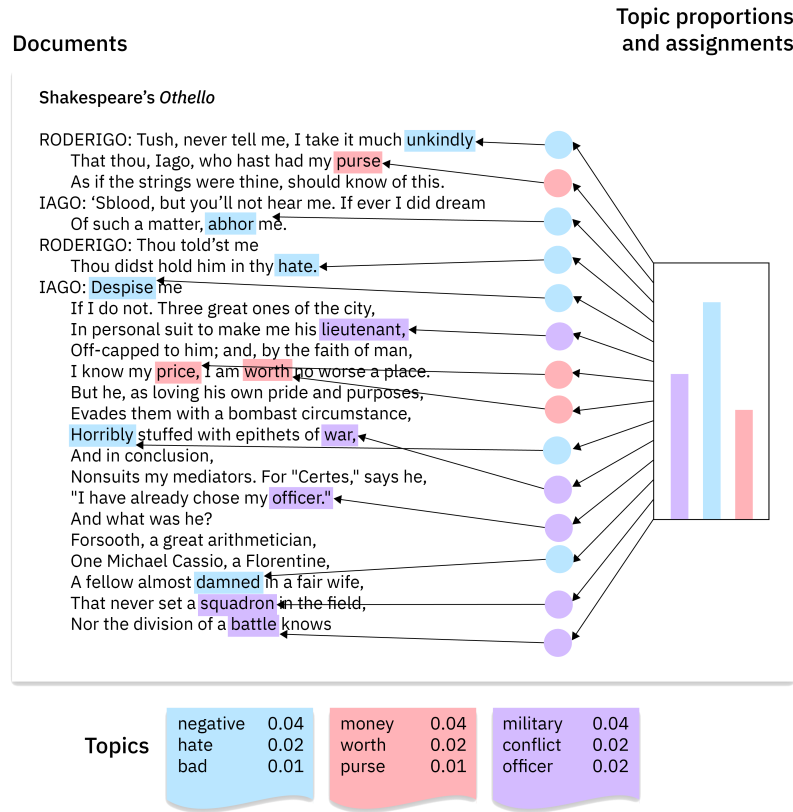 Documents
Topic proportions
and assignments
Shakespeare's Othello
RODERIGO: Tush, never tell me, I take it much unkindly
That thou, Iago, who hast had my purse
As if the strings were thine, should know of this.
IAGO: ‘Sblood, but you’ll not hear me. If ever I did dream
Of such a matter, abhor me.
RODERIGO: Thou told’st me
Thou didst hold him in thy hate.
IAGO: Despise me
If I do not. Three great ones of the city,
In personal suit to make me his lieutenant,
Off-capped to him; and, by the faith of man,
I know my price, I am worth no worse a place.
But he, as loving his own pride and purposes,
Evades them with a bombast circumstance,
Horribly stuffed with epithets of war,
And in conclusion,
Nonsuits my mediators. For "Certes," says he,
"I have already chose my officer."
And what was he?
Forsooth, a great arithmetician,
One Michael Cassio, a Florentine,
A fellow almost damned in a fair wife,
That never set a squadron in the field,
Nor the division of a battle knows
Topics
negative 0.04
hate 0.02
bad 0.01
money 0.04
worth 0.02
purse 0.01
military 0.04
conflict 0.02
officer 0.02